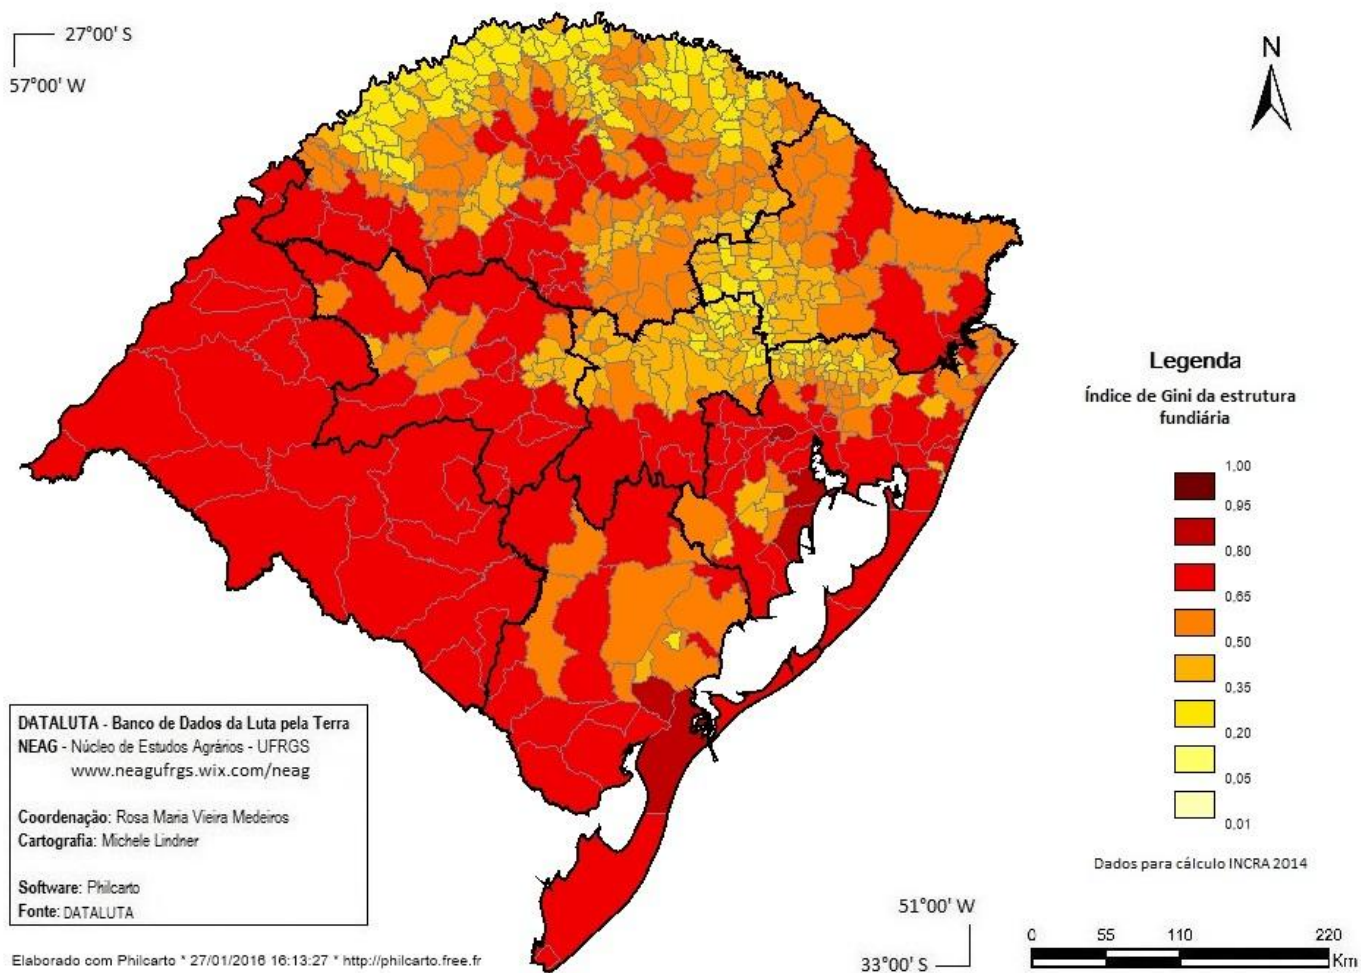 27°00' S
57°00' W
N
Legenda
Índice de Gini da estrutura
fundiária
1,00
0,95
0,80
0,65
0,50
0,35
0,20
0,05
0,01
Dados para cálculo INCRA 2014
DATALUTA - Banco de Dados da Luta pela Terra
NEAG - Núcleo de Estudos Agrários - UFRGS
www.neagufrgs.wix.com/neag
Coordenação: Rosa Maria Vieira Medeiros
Cartografia: Michele Lindner
Software: Philcarto
Fonte: DATALUTA
51°00' W
33°00' S
0 55 110 220
Km
Elaborado com Philcarto * 27/01/2016 16:13:27 * http://philcarto.free.fr